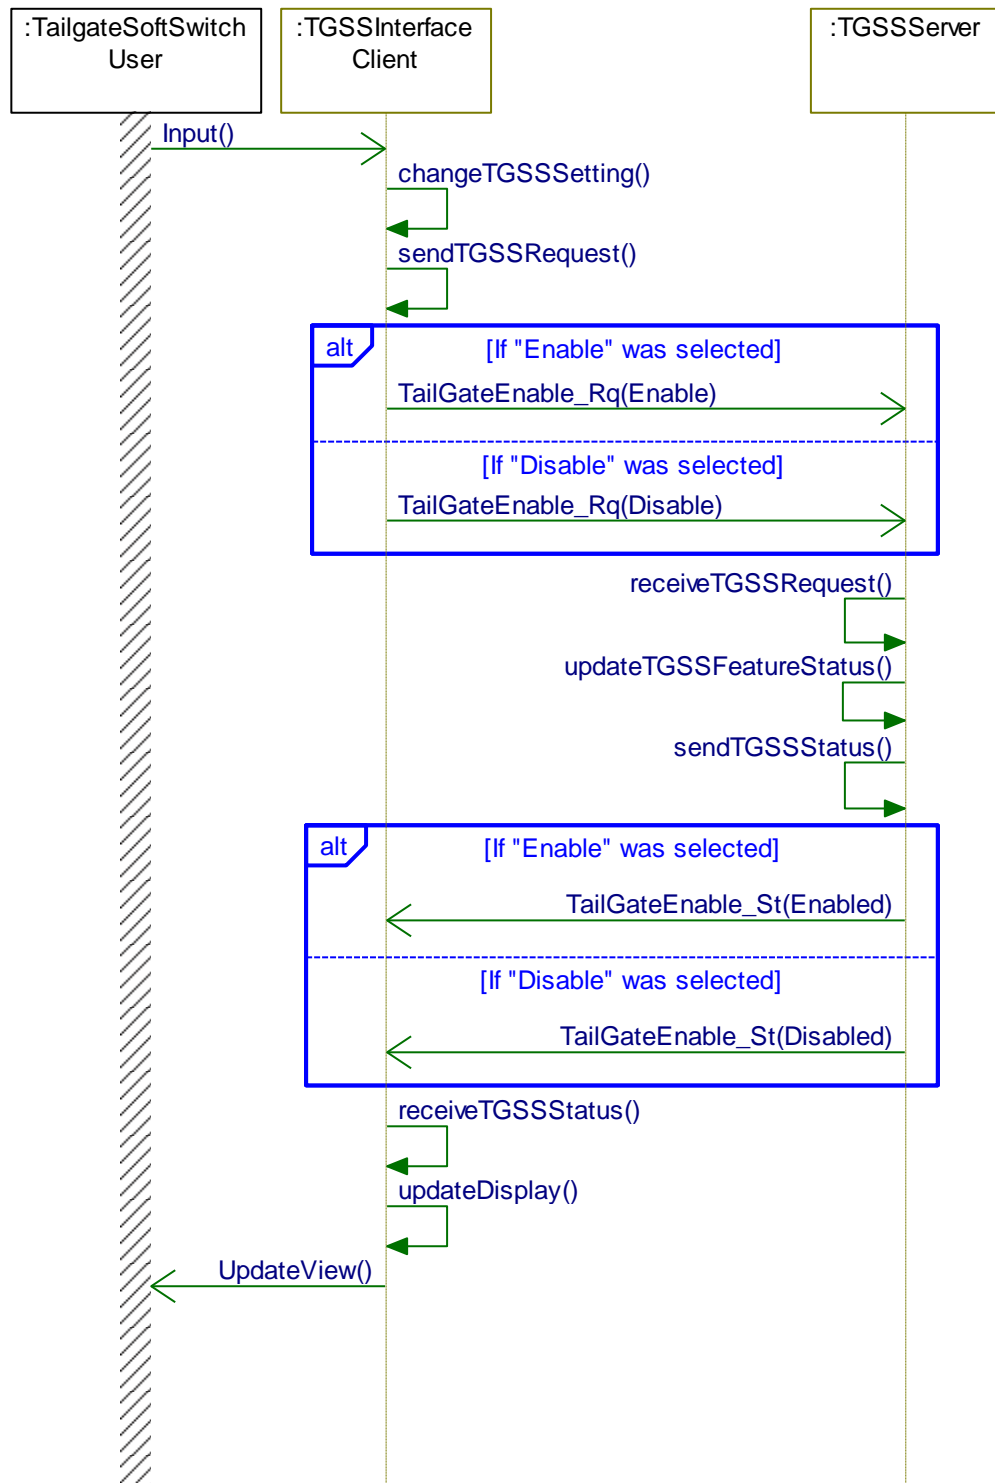 :TailgateSoftSwitch
User
:TGSSInterface
Client
:TGSSServer
Input()
changeTGSSSetting()
sendTGSSRequest()
alt
[If "Enable" was selected]
TailGateEnable_Rq(Enable)
[If "Disable" was selected]
TailGateEnable_Rq(Disable)
receiveTGSSRequest()
updateTGSSFeatureStatus()
sendTGSSStatus()
alt
[If "Enable" was selected]
TailGateEnable_St(Enabled)
[If "Disable" was selected]
TailGateEnable_St(Disabled)
receiveTGSSStatus()
updateDisplay()
UpdateView()